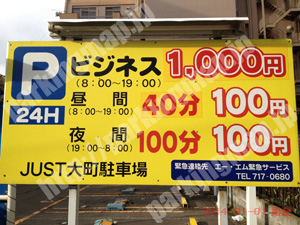 P ビジネス 1,000円
(8:00～19:00)
24H
昼間 40分 100円
(8:00～19:00)
夜間 100分 100円
(19:00～8:00)
JUST大町駐車場
緊急連絡先 エー・エム緊急サービス
TEL 717-0680